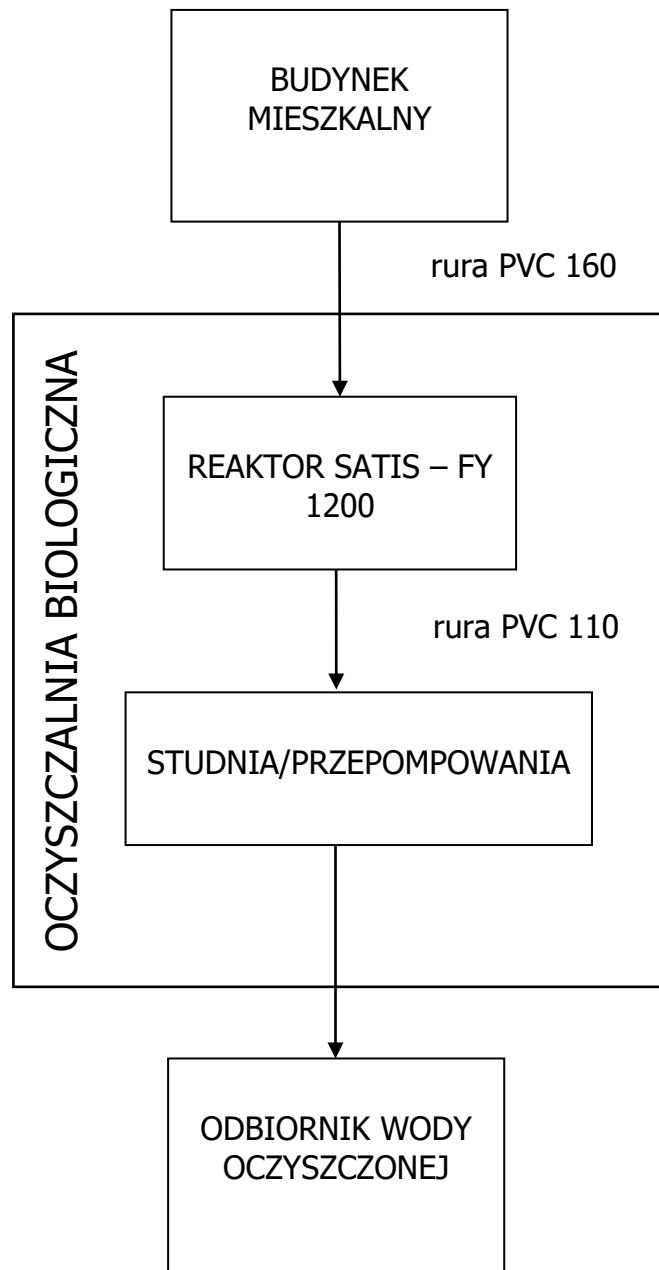 BUDYNEK
MIESZKALNY
rura PVC 160
OCZYSZCZALNIA BIOLOGICZNA
REAKTOR SATIS – FY
1200
rura PVC 110
STUDNIA/PRZEPOMPOWANIA
ODBIORNIK WODY
OCZYSZCZONEJ